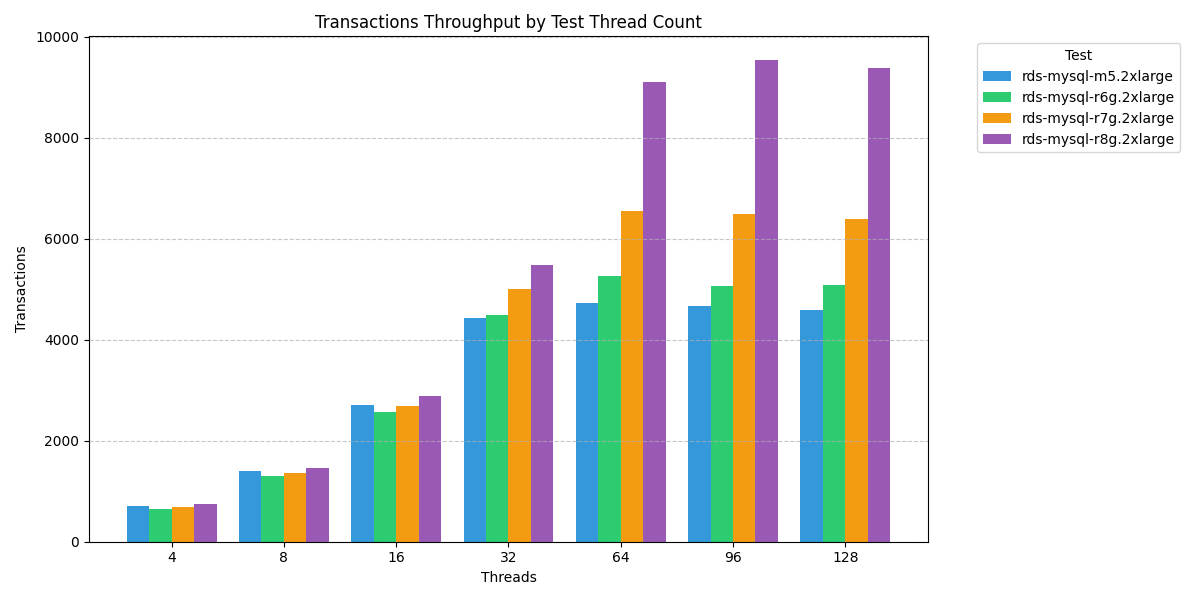 Transactions Throughput by Test Thread Count
Transactions
10000
8000
6000
4000
2000
0
4 8 16 32 64 96 128
Threads
Test
rds-mysql-m5.2xlarge
rds-mysql-r6g.2xlarge
rds-mysql-r7g.2xlarge
rds-mysql-r8g.2xlarge